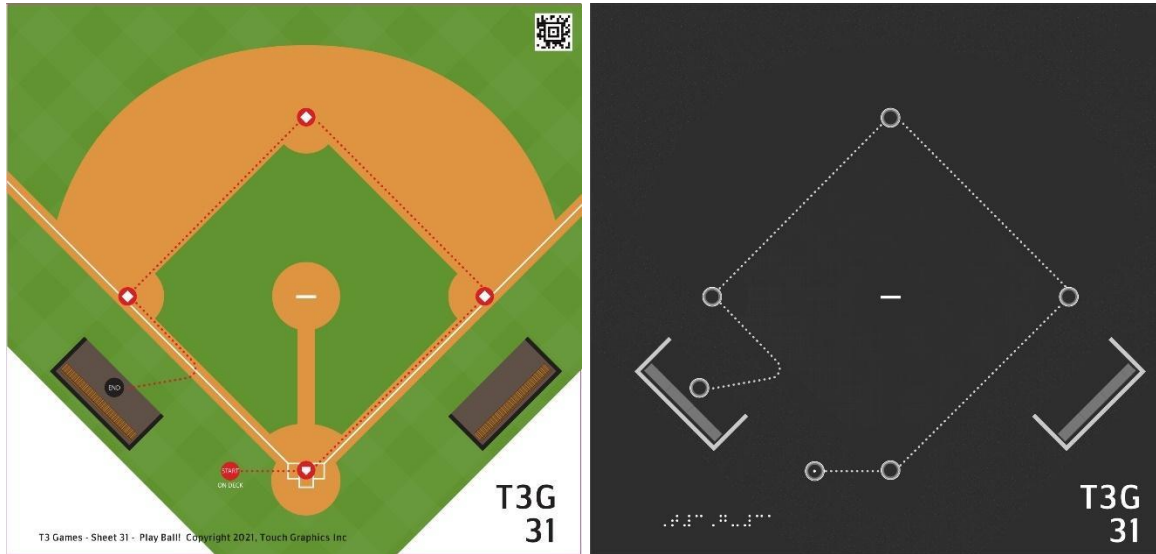 END
START
ON DECK
T3G
31
T3 Games - Sheet 31 - Play Ball! Copyright 2021, Touch Graphics Inc
T3G
31